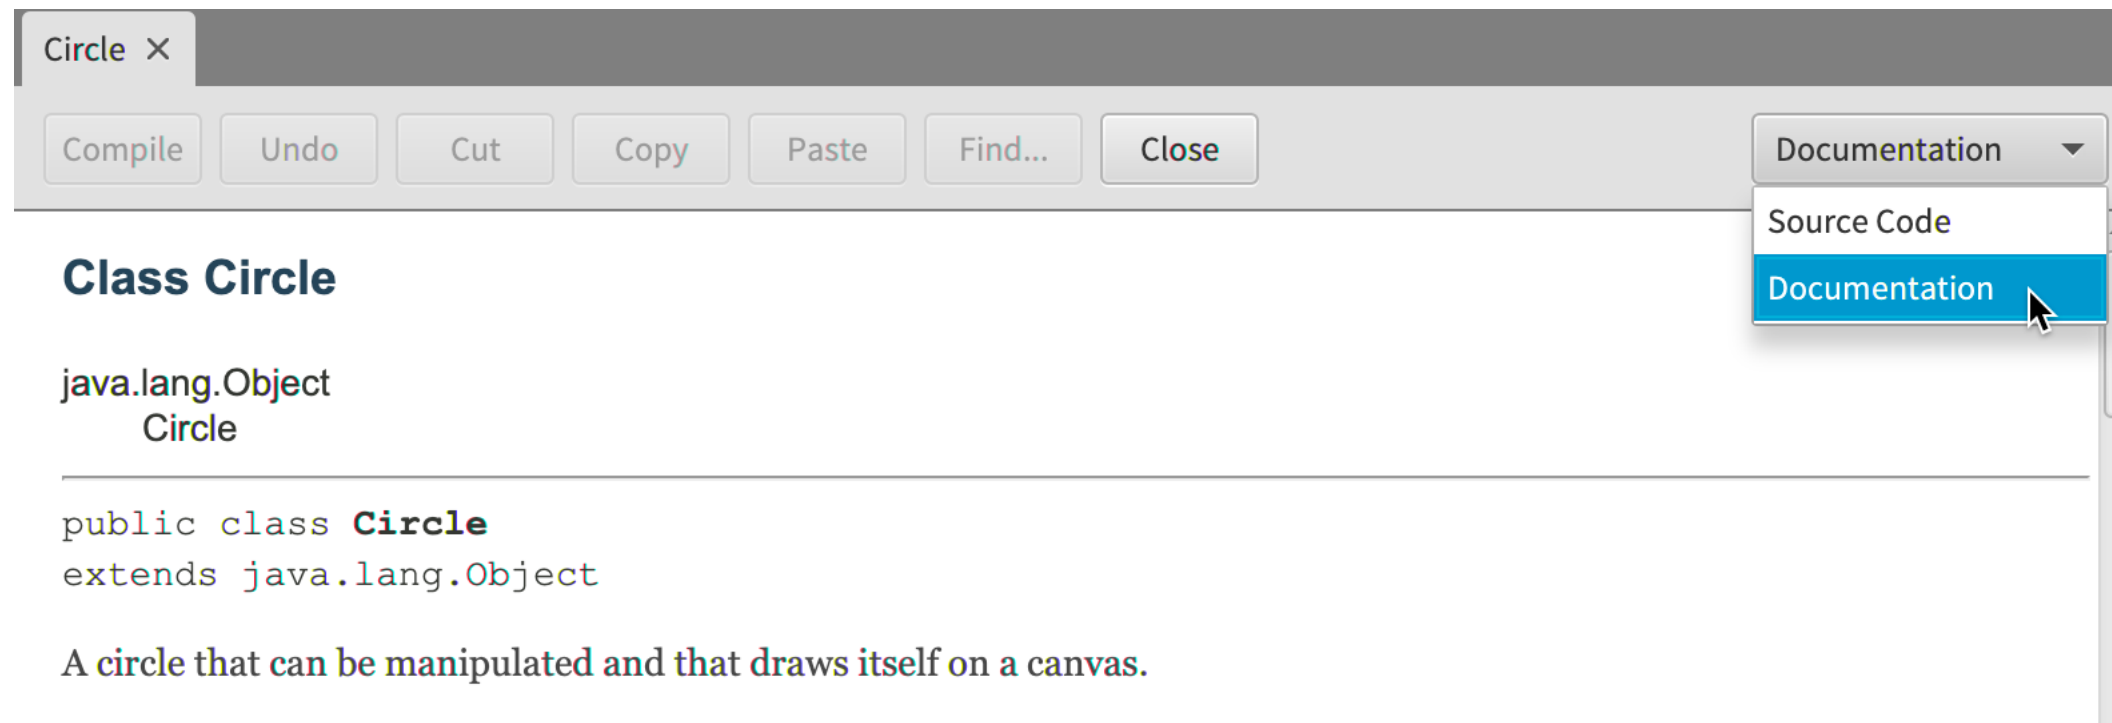 Circle
Compile Undo Cut Copy Paste Find... Close Documentation
Source Code
Documentation
Class Circle
java.lang.Object
Circle
public class Circle
extends java.lang.Object
A circle that can be manipulated and that draws itself on a canvas.